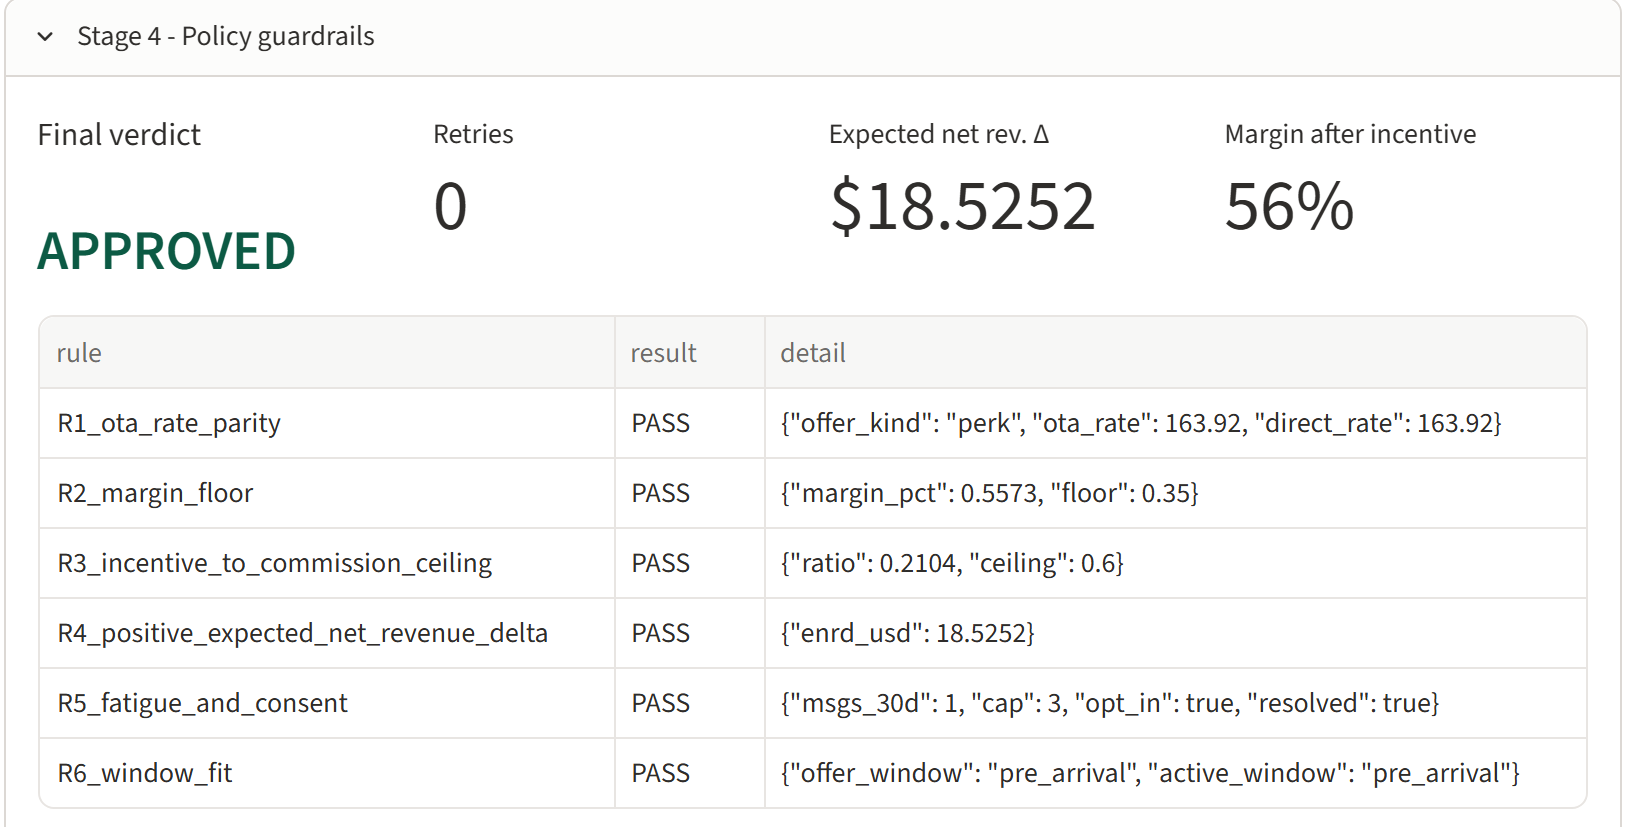 Stage 4 - Policy guardrails
Final verdict
Retries
Expected net rev. Δ
Margin after incentive
APPROVED
0
$18.5252
56%
rule result detail
R1_ota_rate_parity PASS {"offer_kind": "perk", "ota_rate": 163.92, "direct_rate": 163.92}
R2_margin_floor PASS {"margin_pct": 0.5573, "floor": 0.35}
R3_incentive_to_commission_ceiling PASS {"ratio": 0.2104, "ceiling": 0.6}
R4_positive_expected_net_revenue_delta PASS {"enrd_usd": 18.5252}
R5_fatigue_and_consent PASS {"msgs_30d": 1, "cap": 3, "opt_in": true, "resolved": true}
R6_window_fit PASS {"offer_window": "pre_arrival", "active_window": "pre_arrival"}